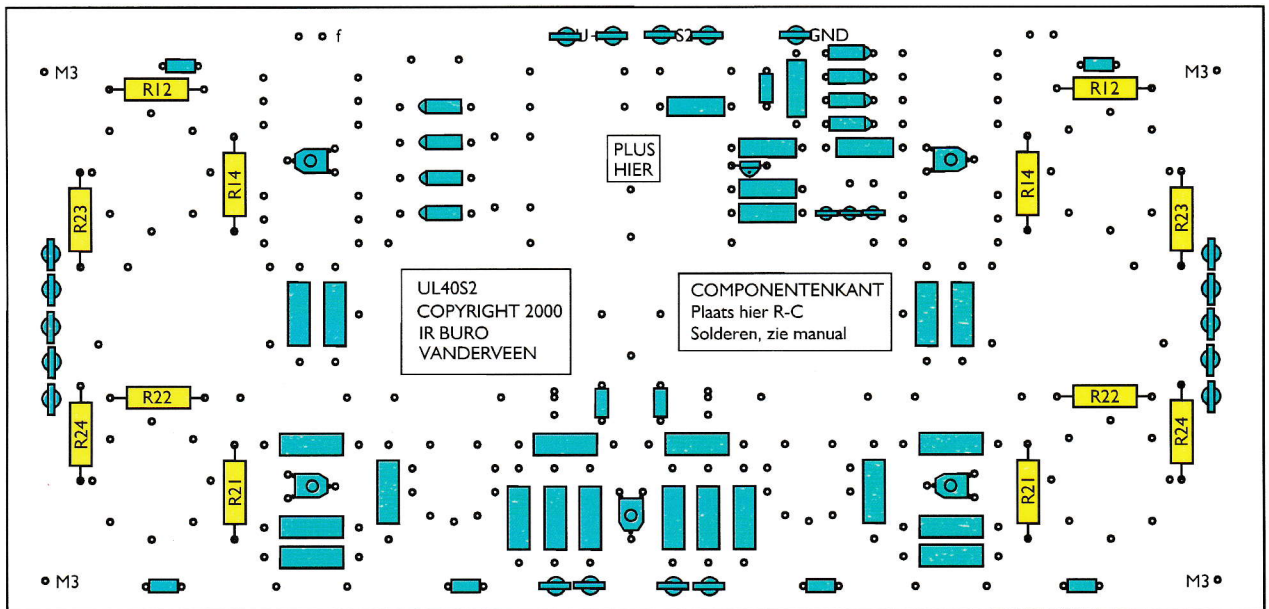 f
U+
S2
GND
M3
M3
R12
R12
PLUS
HIER
R14
R14
R23
R23
UL40S2
COPYRIGHT 2000
IR BURO
VANDERVEEN
COMPONENTENKANT
Plaats hier R-C
Solderen, zie manual
R22
R22
R24
R24
R21
R21
M3
M3